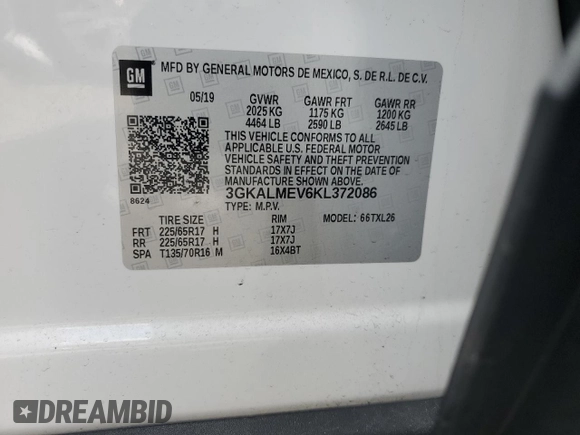 GM
MFD BY GENERAL MOTORS DE MEXICO, S. DE R.L. DE C.V.
05/19 GVWR GAWR FRT GAWR RR
2025 KG 1175 KG 1200 KG
4464 LB 2590 LB 2645 LB
THIS VEHICLE CONFORMS TO ALL
APPLICABLE U.S. FEDERAL MOTOR
VEHICLE SAFETY AND THEFT PREVENTION
STANDARDS IN EFFECT ON THE DATE OF
MANUFACTURE SHOWN ABOVE.
3GKALMEV6KL372086
8624 TYPE: M.P.V. MODEL: 66TXL26
TIRE SIZE RIM
FRT 225/65R17 H 17X7J
RR 225/65R17 H 17X7J
SPA T135/70R16 M 16X4BT
DREAMBID